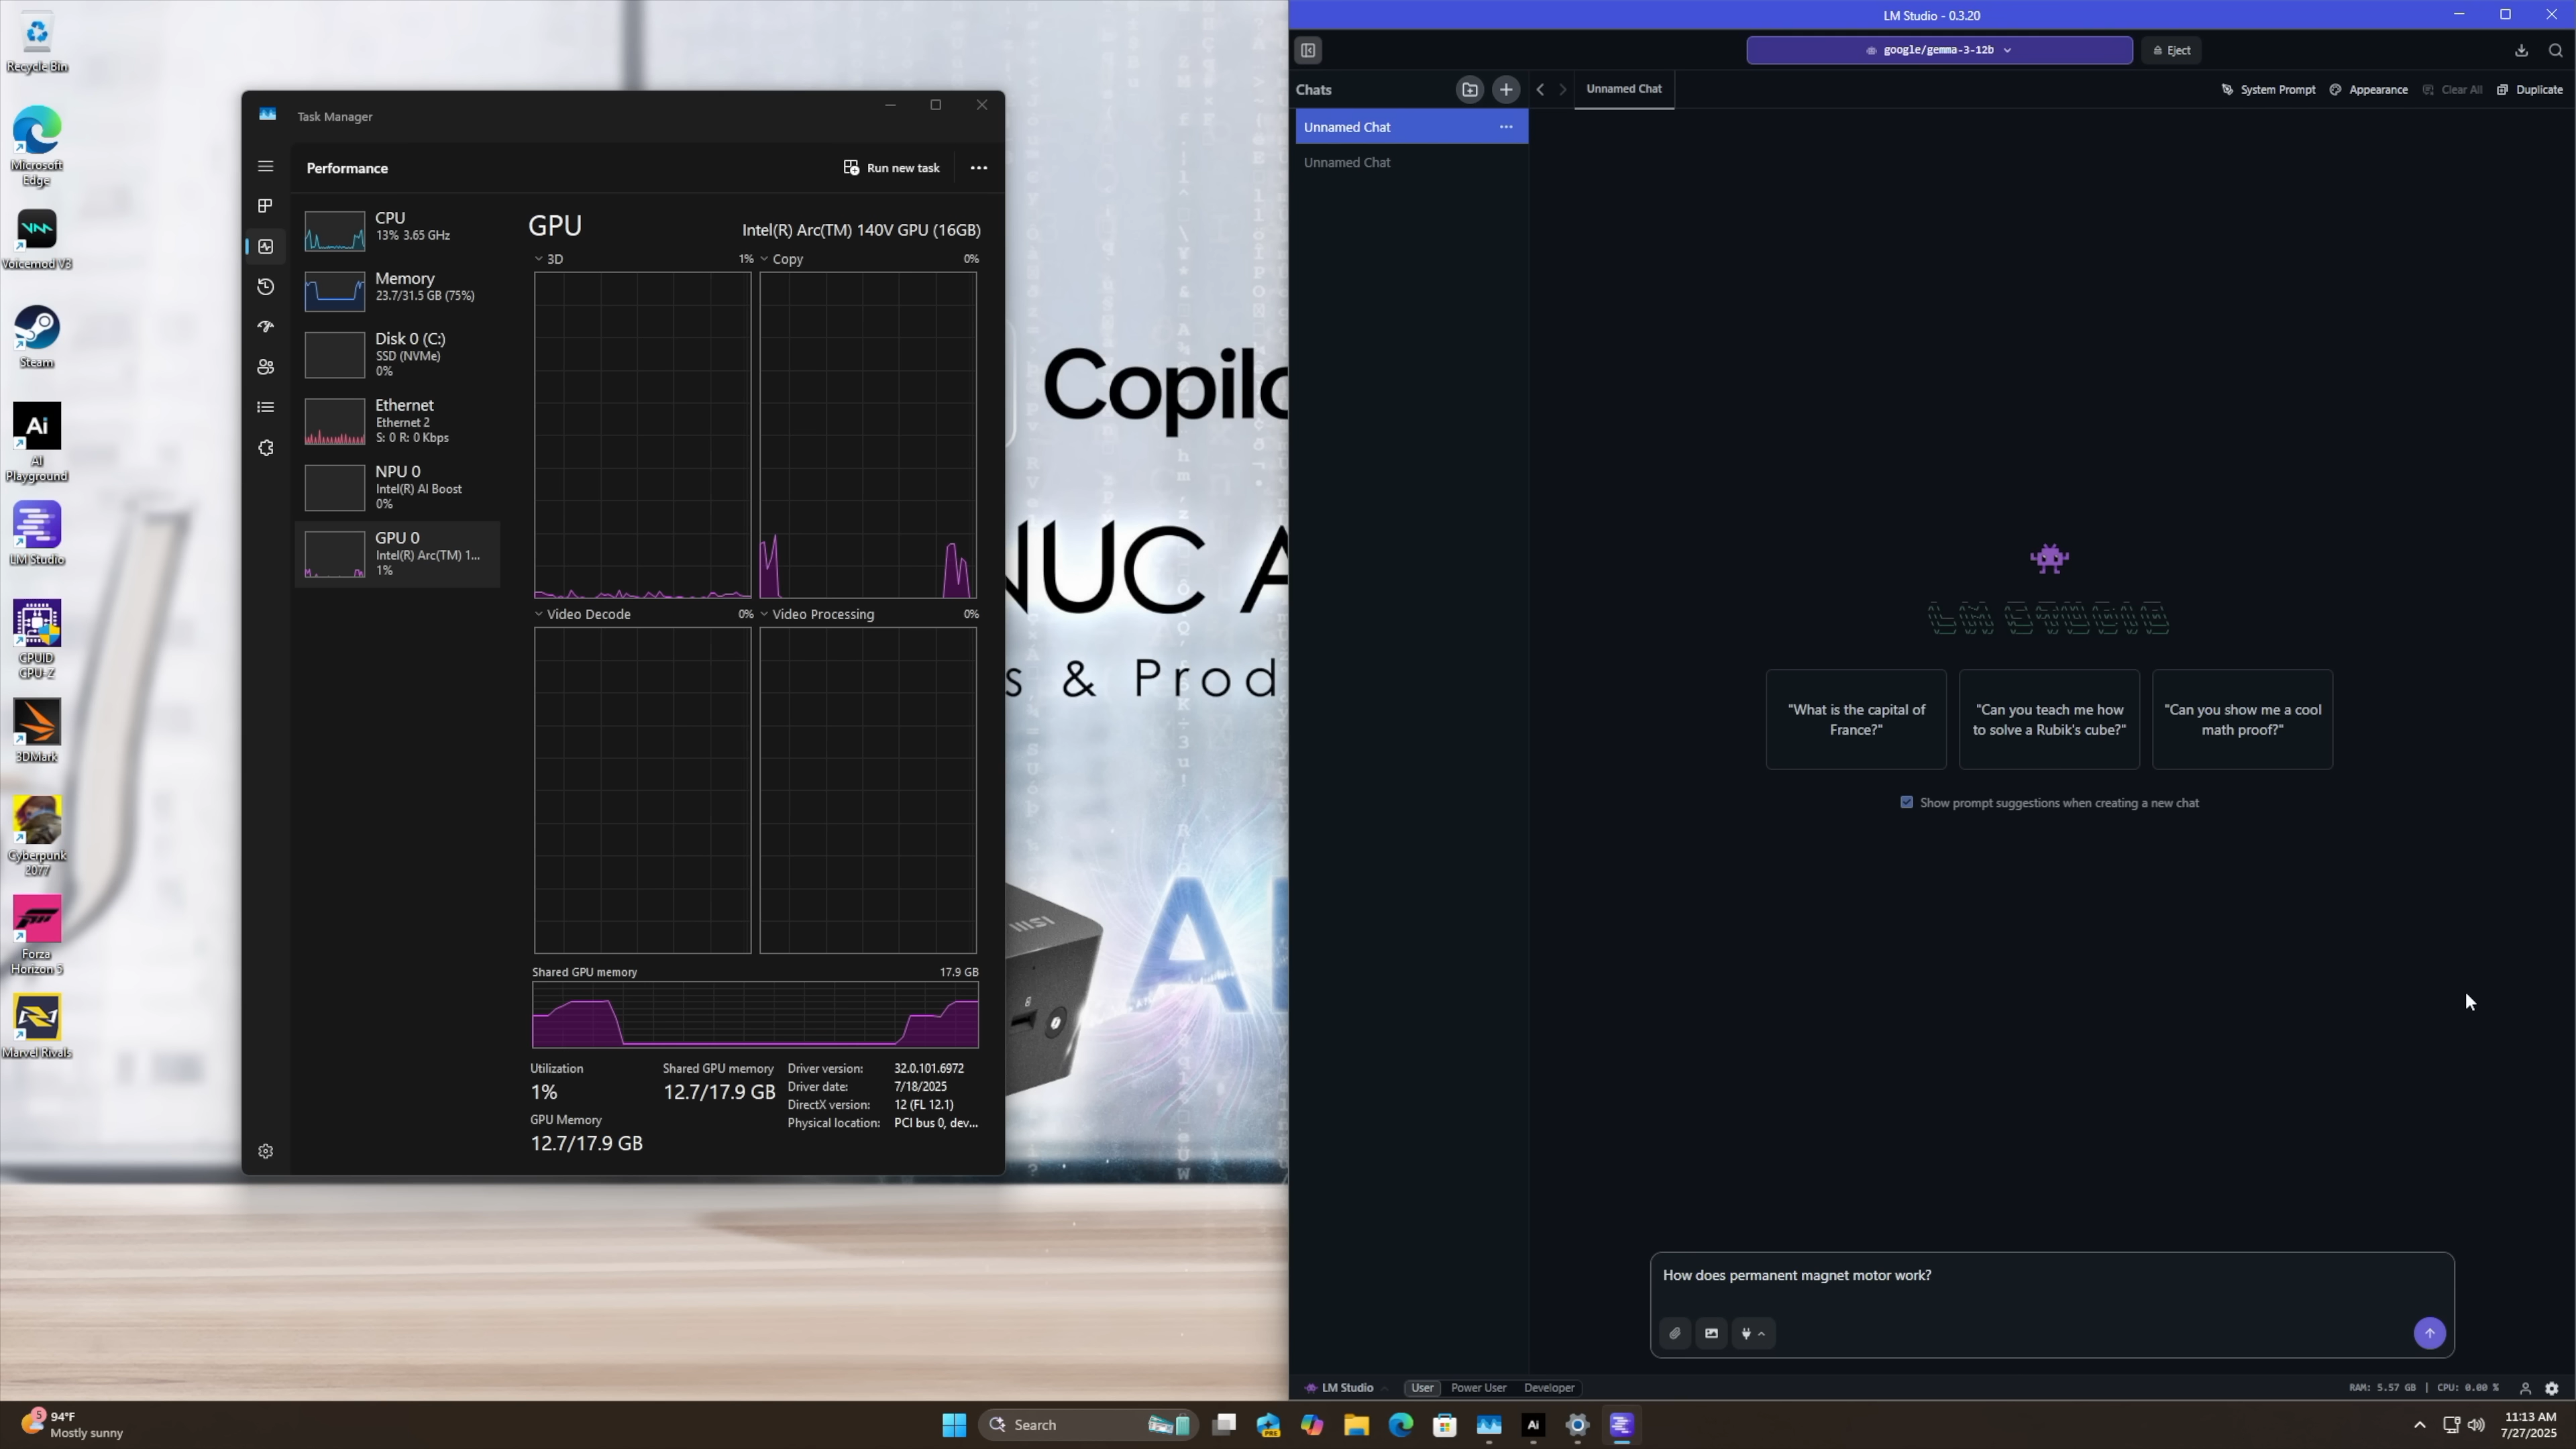 Recycle Bin
Microsoft
Edge
Voicemod V3
Steam
Ai
AI
Playground
LM Studio
CPUID
CPU-Z
3DMark
Cyberpunk
2077
Forza
Horizon 5
Marvel Rivals
Task Manager
Performance
Run new task
CPU
13% 3.65 GHz
Memory
23.7/31.5 GB (75%)
Disk 0 (C:)
SSD (NVMe)
0%
Ethernet
Ethernet 2
S: 0 R: 0 Kbps
NPU 0
Intel(R) AI Boost
0%
GPU 0
Intel(R) Arc(TM) 1...
1%
GPU
Intel(R) Arc(TM) 140V GPU (16GB)
3D 1%
Copy 0%
Video Decode 0%
Video Processing 0%
Shared GPU memory 17.9 GB
Utilization
1%
Shared GPU memory
12.7/17.9 GB
GPU Memory
12.7/17.9 GB
Driver version: 32.0.101.6972
Driver date: 7/18/2025
DirectX version: 12 (FL 12.1)
Physical location: PCI bus 0, dev...
Copilo
NUC A
s & Prod
msi
A
LM Studio - 0.3.20
google/gemma-3-12b
Eject
Chats
Unnamed Chat
System Prompt
Appearance
Clear All
Duplicate
Unnamed Chat
Unnamed Chat
LM STUDIO
"What is the capital of
France?"
"Can you teach me how
to solve a Rubik's cube?"
"Can you show me a cool
math proof?"
Show prompt suggestions when creating a new chat
How does permanent magnet motor work?
LM Studio
User
Power User
Developer
RAM: 5.57 GB | CPU: 0.00 %
5
94°F
Mostly sunny
Search
PRE
Ai
11:13 AM
7/27/2025